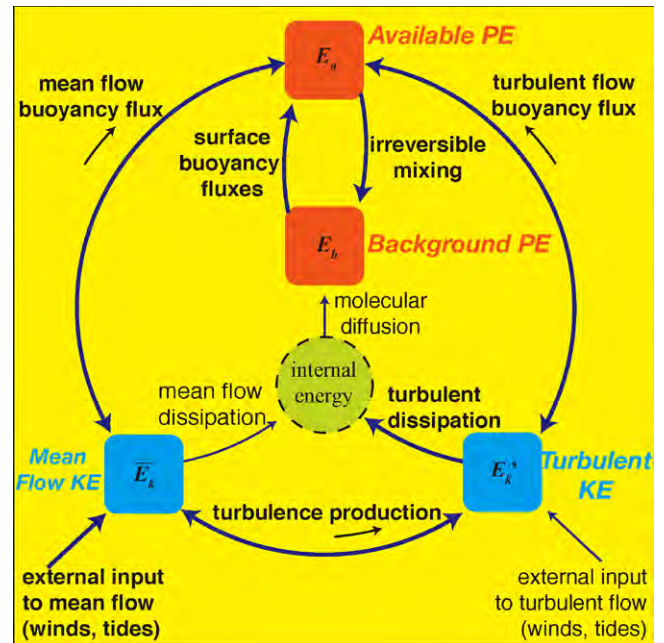 Available PE
E_a
mean flow
buoyancy flux
turbulent flow
buoyancy flux
surface
buoyancy
fluxes
irreversible
mixing
E_b
Background PE
molecular
diffusion
internal
energy
mean flow
dissipation
turbulent
dissipation
Mean
Flow KE
E̅_k
E_k'
Turbulent
KE
turbulence production
external input
to mean flow
(winds, tides)
external input
to turbulent flow
(winds, tides)